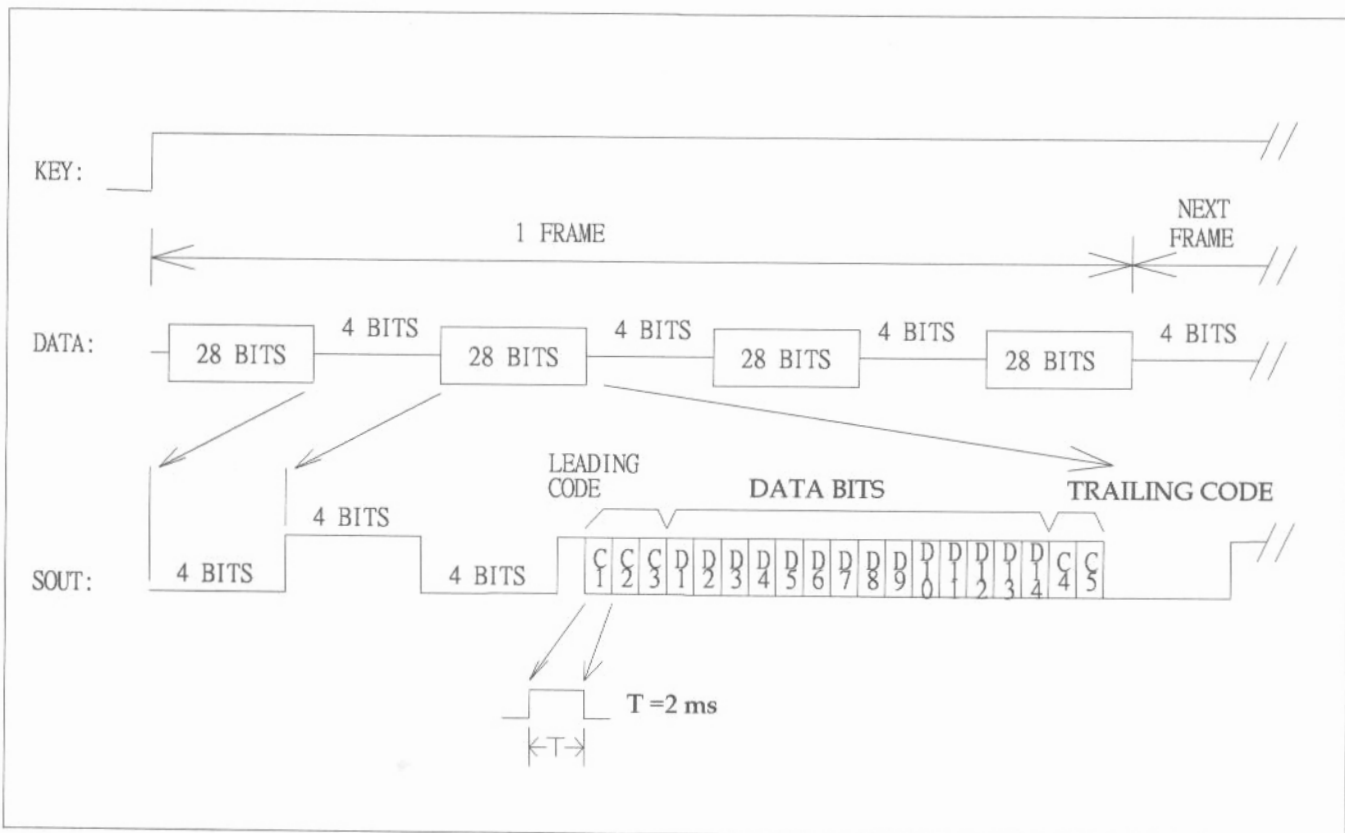 KEY:
1 FRAME
NEXT
FRAME
DATA:
28 BITS
4 BITS
28 BITS
4 BITS
28 BITS
4 BITS
28 BITS
4 BITS
LEADING
CODE
DATA BITS
TRAILING CODE
SOUT:
4 BITS
4 BITS
4 BITS
C1 C2 C3 D1 D2 D3 D4 D5 D6 D7 D8 D9 D10 D11 D12 D13 D14 C4 C5
T =2 ms
T